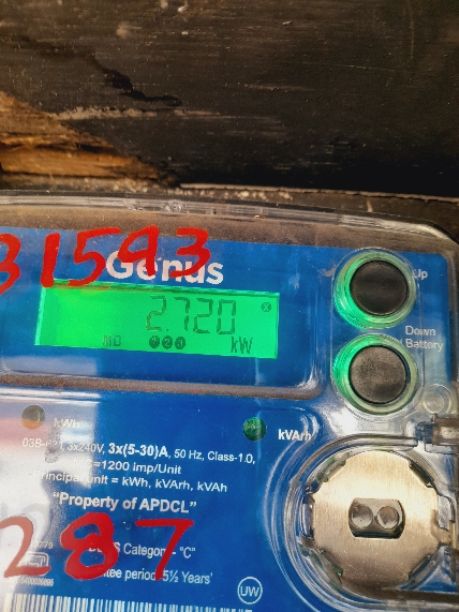 31593
Genus
Up
2.720
MD kW
Down
Battery
kWh
kVArh
3x240V, 3x(5-30)A, 50 Hz, Class-1.0,
=1200 imp/Unit
Principal unit = kWh, kVArh, kVAh
"Property of APDCL"
287
Category - "C"
period 5½ Years'
UW